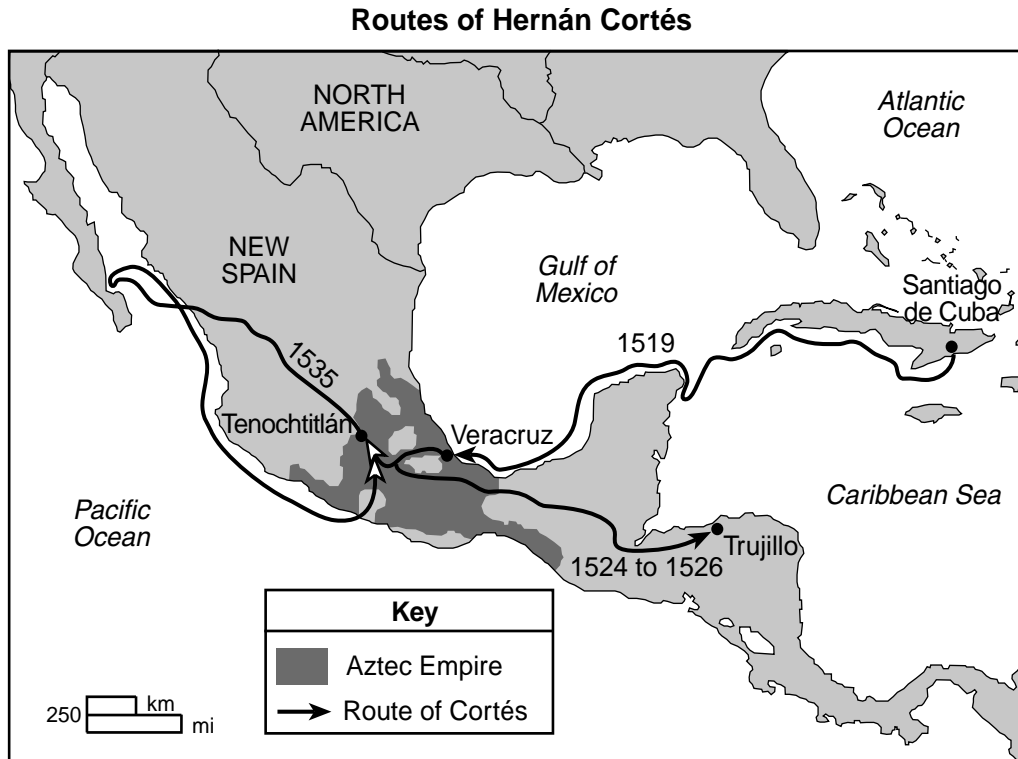 Routes of Hernán Cortés
NORTH
AMERICA
Atlantic
Ocean
NEW
SPAIN
Gulf of
Mexico
Santiago
de Cuba
1519
1535
Tenochtitlán
Veracruz
Pacific
Ocean
Caribbean Sea
Trujillo
1524 to 1526
Key
Aztec Empire
Route of Cortés
250
km
mi